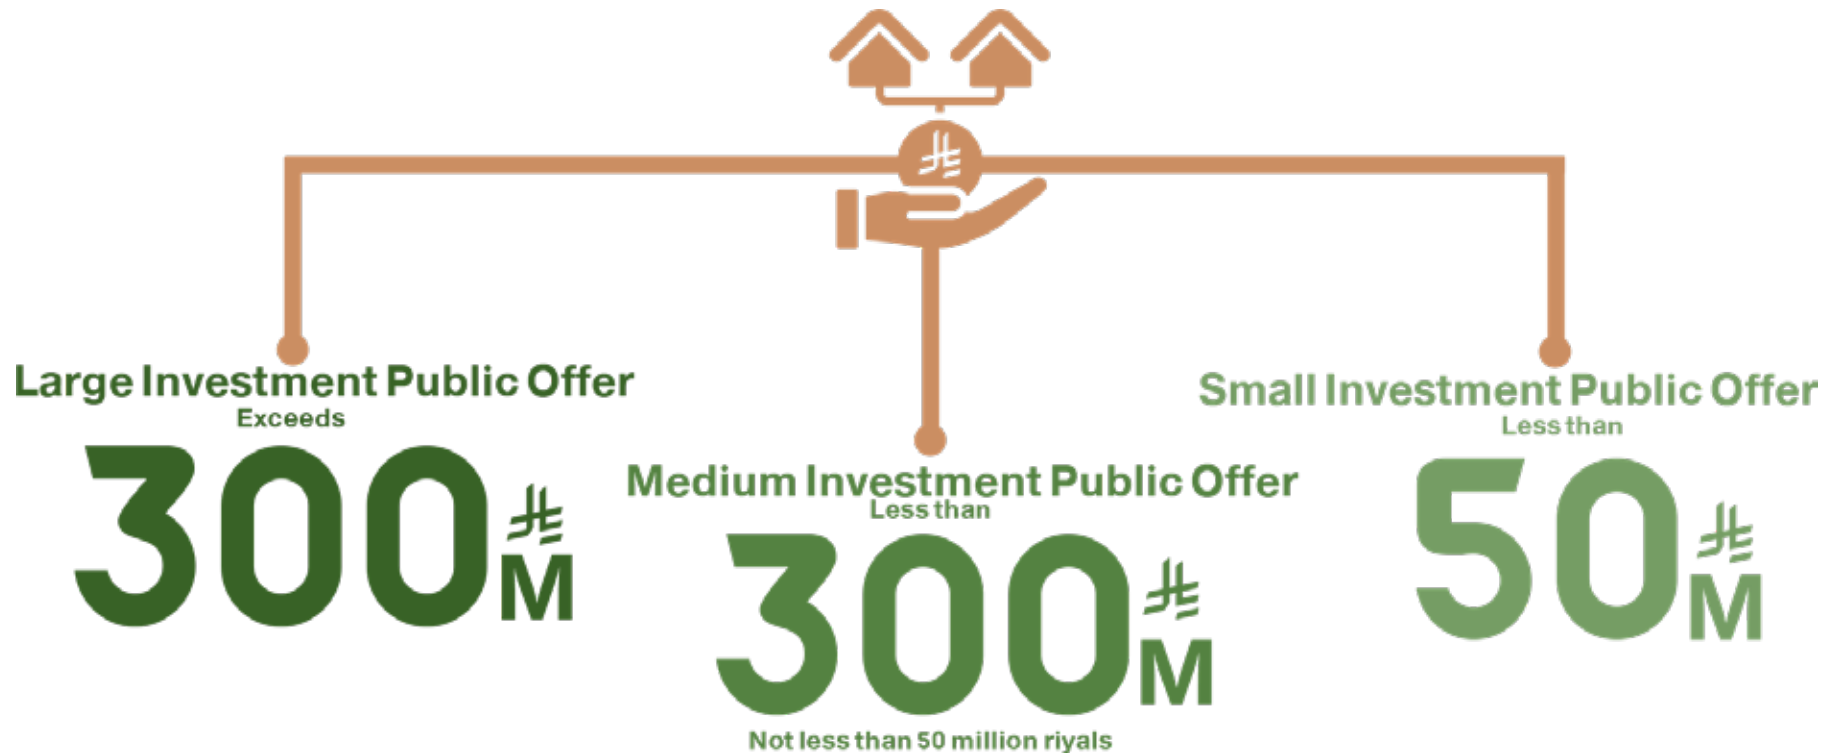 Large Investment Public Offer
Exceeds
300
M
Medium Investment Public Offer
Less than
300
M
Not less than 50 million riyals
Small Investment Public Offer
Less than
50
M